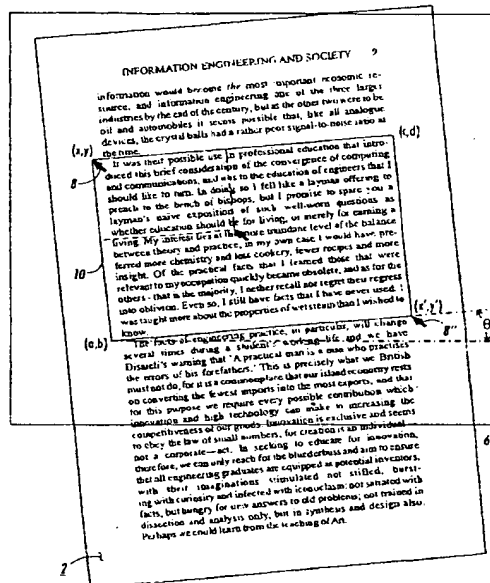 INFORMATION ENGINEERING AND SOCIETY 9
information would become the most important economic re-
source, and information engineering one of the three larges
industries by the end of the century, but as the other two were to be
oil and automobiles it seems possible that, like all analogue
devices, the crystal balls had a rather poor signal-to-noise ratio at
the time.
(x,y) (c,d)
8
It was their possible use in professional education that intro-
duced this brief consideration of the convergence of computing
and communications, and it is to the education of engineers that I
should like to turn. In doing so I fell like a layman offering to
preach to the bench of bishops, but I promise to spare you a
layman's naive exposition of such well-worn questions as
whether education should be for living, or merely for earning a
living. My interest lies at the more mundane level of the balance
between theory and practice, in my own case I would have pre-
10
ferred more chemistry and less cookery, fewer recipes and more
insight. Of the practical facts that I learned those that were
relevant to my occupation quickly became obsolete, and as for the
others - that is the majority, I neither recall nor regret their regress
into oblivion. Even so, I still have facts that I have never used. I
was taught more about the properties of wet steam than I wished to
know.
(x',y') 8''
θ
(a,b)
The facts of engineering practice, in particular, will change
several times during a student's working life and we have
Disraeli's warning that 'A practical man is a man who practises
the errors of his forefathers.' This is precisely what we British
must not do, for it is a commonplace that our island economy rests
on converting the fewest imports into the most exports, and that
for this purpose we require every possible contribution which
innovation and high technology can make in increasing the
competitiveness of our goods. Innovation is exclusive and seems
to obey the law of small numbers, for creation is an individual
not a corporate—act. In seeking to educate for innovation,
therefore, we can only reach for the blunderbuss and aim to ensure
that all engineering graduates are equipped as potential inventors,
with their imaginations stimulated not stifled, burst-
ing with curiosity and infected with iconoclasm: not satiated with
facts, but hungry for new answers to old problems; not trained in
dissection and analysis only, but in synthesis and design also.
Perhaps we could learn from the teaching of Art.
6
2